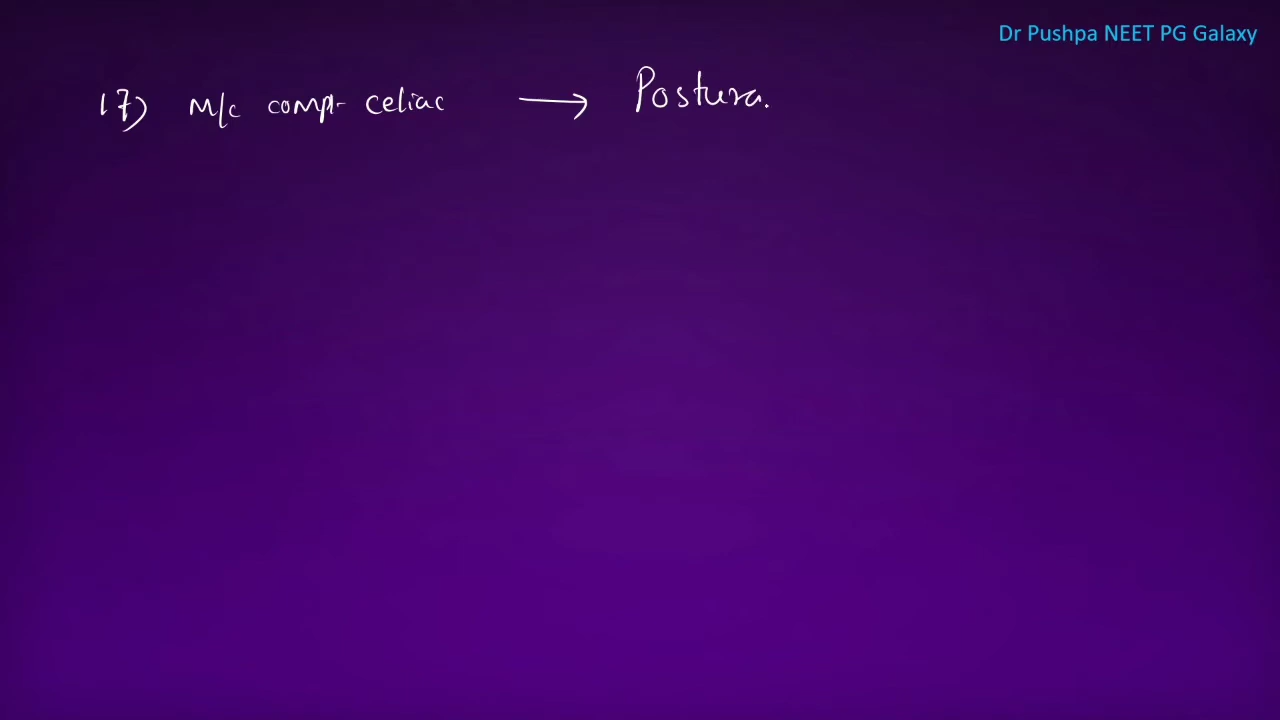 Dr Pushpa NEET PG Galaxy
17) M/c comp- celiac → Postura.